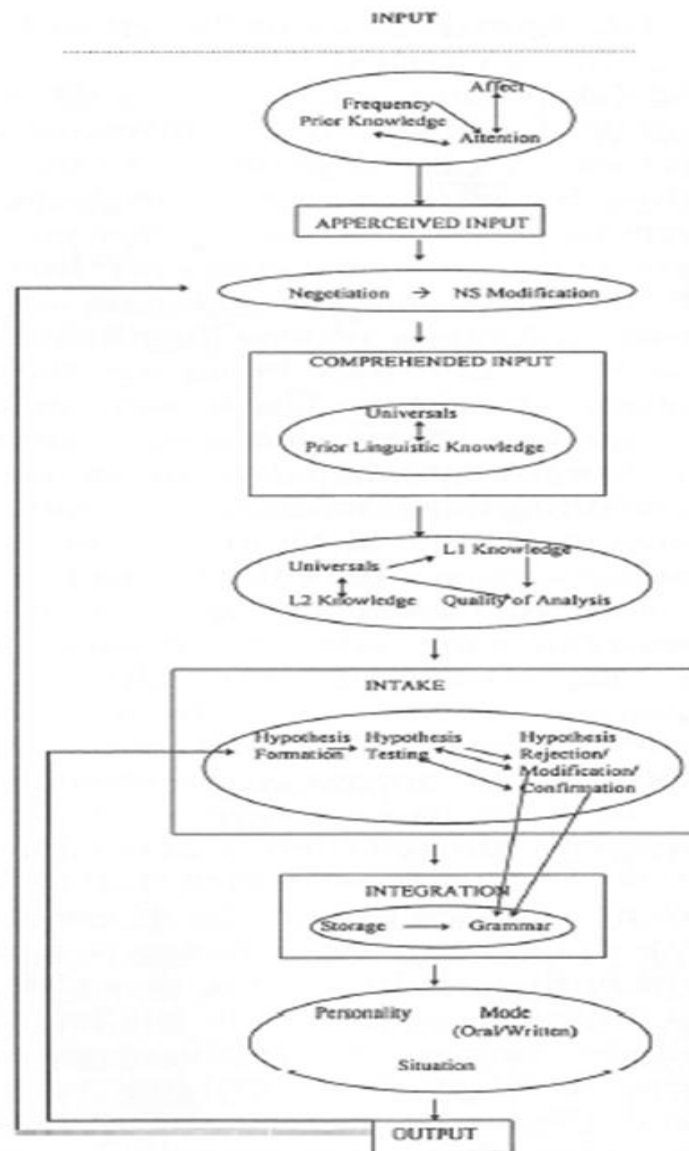 INPUT
Affect
Frequency
Prior Knowledge
Attention
APPERCEIVED INPUT
Negotiation → NS Modification
COMPREHENDED INPUT
Universals
Prior Linguistic Knowledge
L1 Knowledge
Universals
L2 Knowledge Quality of Analysis
INTAKE
Hypothesis Hypothesis Hypothesis
Formation Testing Rejection/
Modification/
Confirmation
INTEGRATION
Storage Grammar
Personality Mode
(Oral/Written)
Situation
OUTPUT